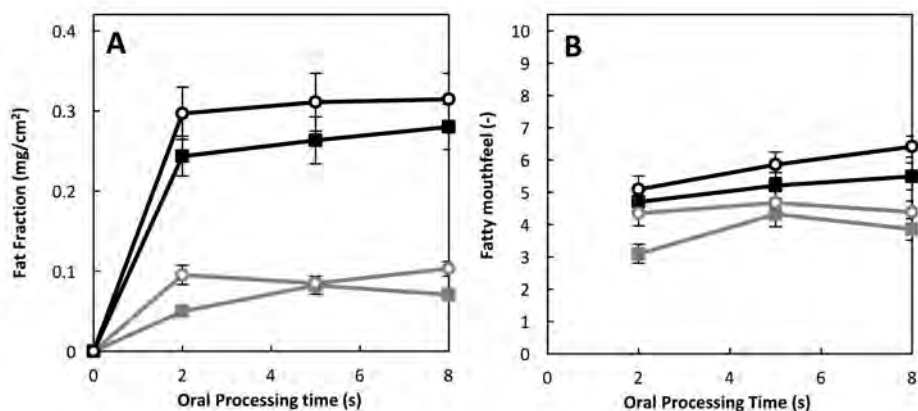 A
Fat Fraction (mg/cm²)
0.4
0.3
0.2
0.1
0
0 2 4 6 8
Oral Processing time (s)
B
Fatty mouthfeel (-)
10
9
8
7
6
5
4
3
2
1
0
0 2 4 6 8
Oral Processing Time (s)